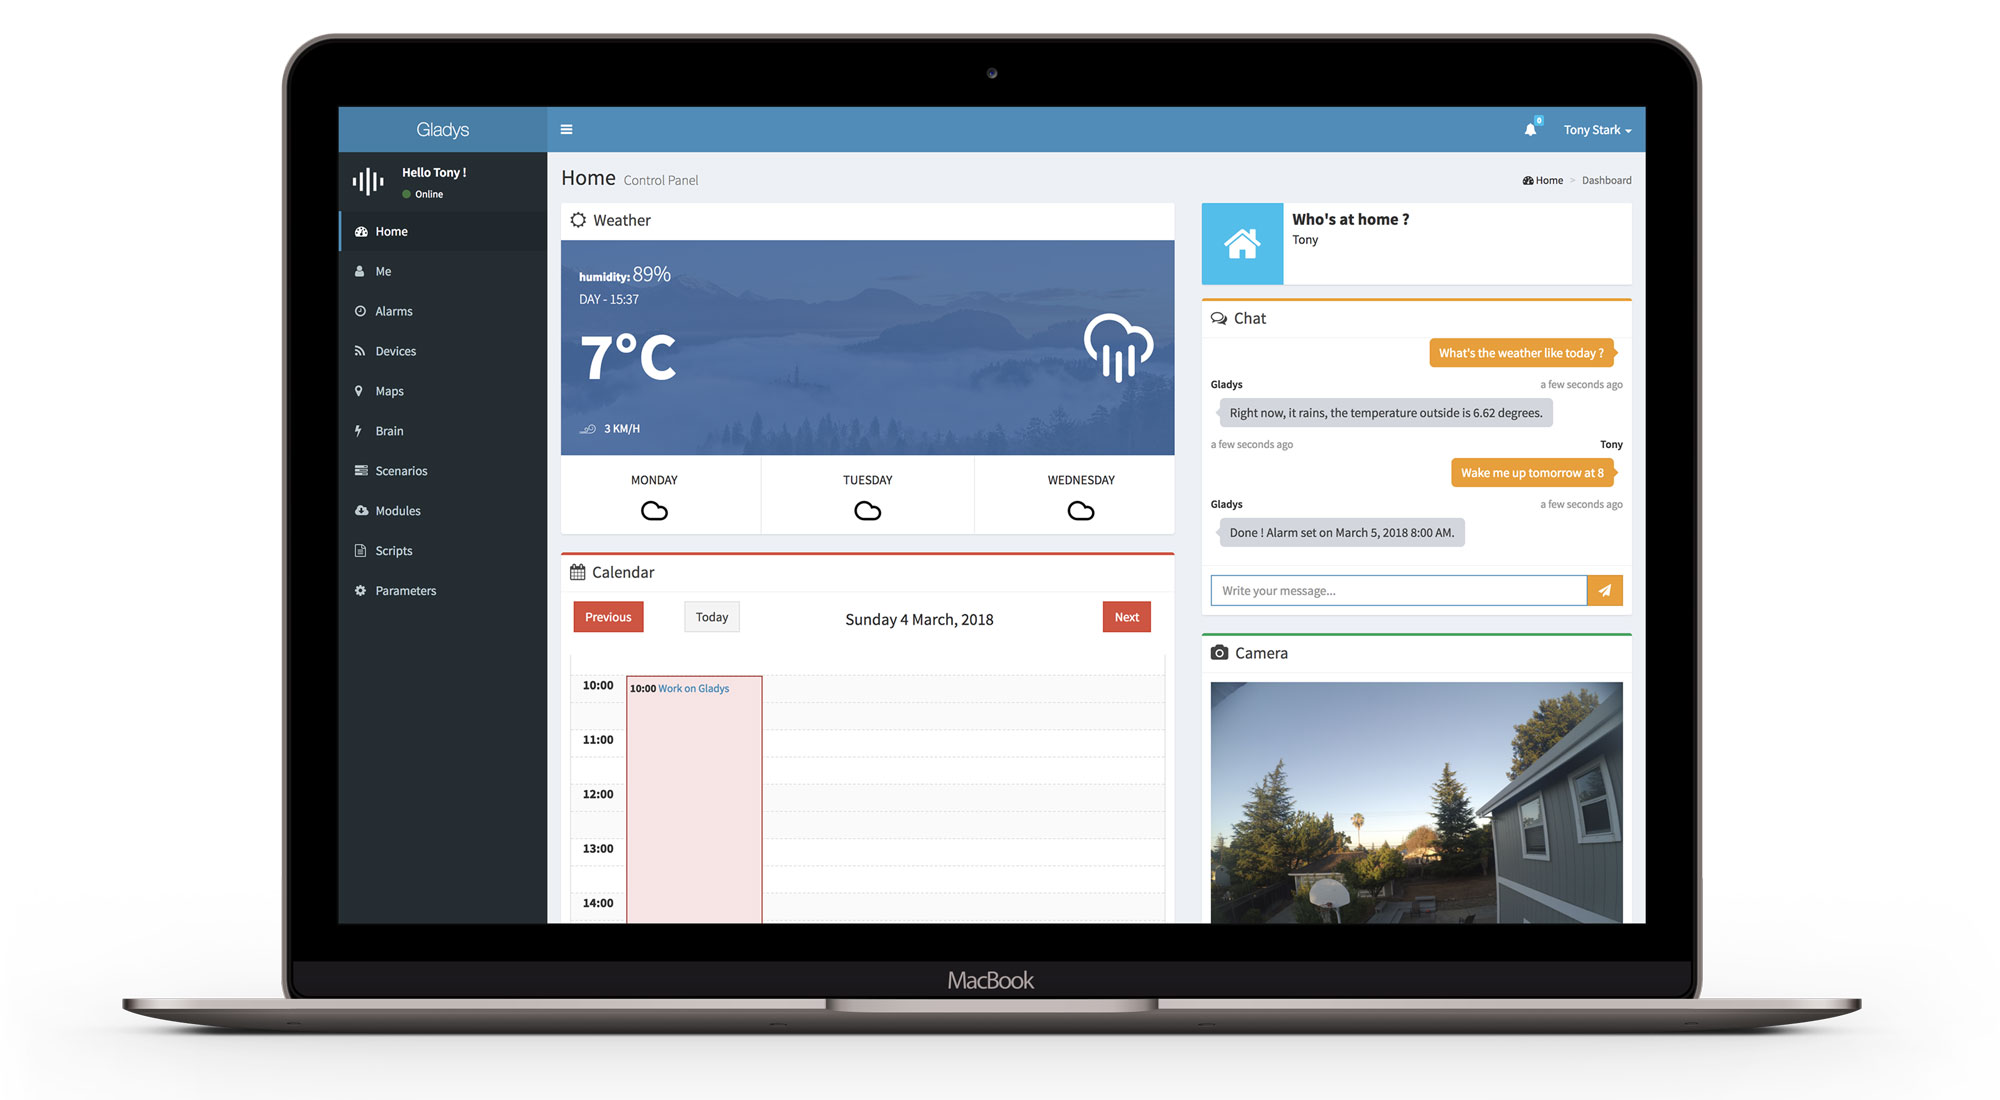 Gladys
0
Tony Stark
Hello Tony !
Online
Home
Me
Alarms
Devices
Maps
Brain
Scenarios
Modules
Scripts
Parameters
Home Control Panel
Home > Dashboard
Weather
humidity: 89%
DAY - 15:37
7°C
3 KM/H
MONDAY
TUESDAY
WEDNESDAY
Calendar
Previous
Today
Sunday 4 March, 2018
Next
10:00
10:00 Work on Gladys
11:00
12:00
13:00
14:00
Who's at home ?
Tony
Chat
What's the weather like today ?
Gladys a few seconds ago
Right now, it rains, the temperature outside is 6.62 degrees.
a few seconds ago Tony
Wake me up tomorrow at 8
Gladys a few seconds ago
Done ! Alarm set on March 5, 2018 8:00 AM.
Write your message...
Camera
MacBook